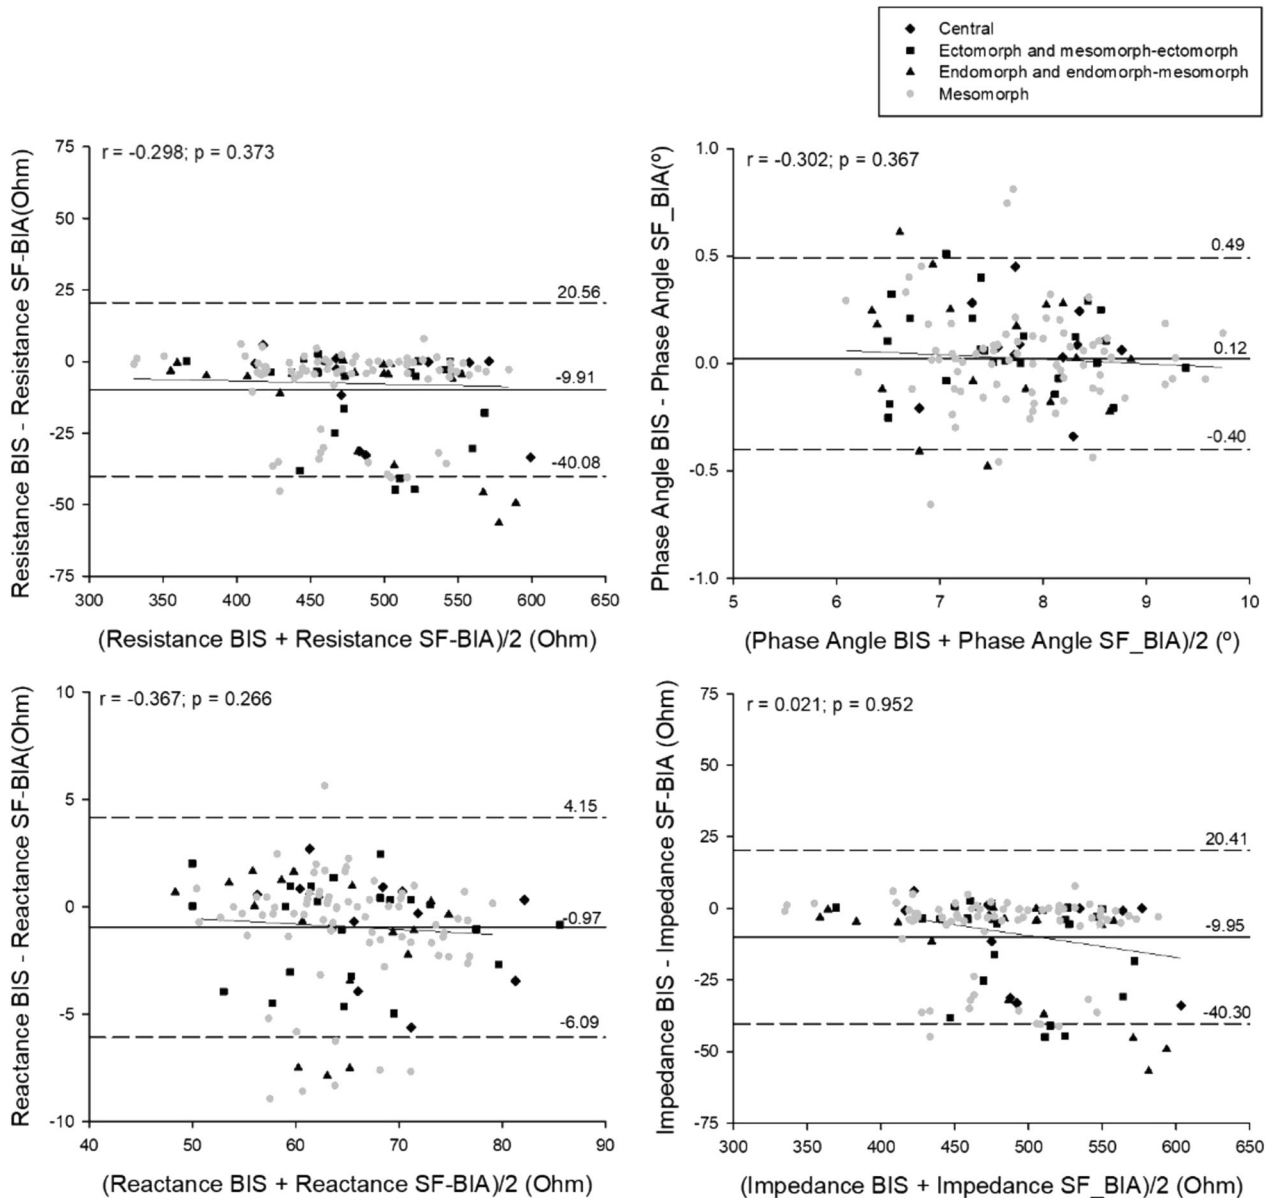 Central
Ectomorph and mesomorph-ectomorph
Endomorph and endomorph-mesomorph
Mesomorph
Resistance BIS - Resistance SF-BIA(Ohm)
75
50
25
0
-25
-50
-75
r = -0.298; p = 0.373
20.56
-9.91
-40.08
300 350 400 450 500 550 600 650
(Resistance BIS + Resistance SF-BIA)/2 (Ohm)
Phase Angle BIS - Phase Angle SF_BIA(º)
1.0
0.5
0.0
-0.5
-1.0
r = -0.302; p = 0.367
0.49
0.12
-0.40
5 6 7 8 9 10
(Phase Angle BIS + Phase Angle SF_BIA)/2 (º)
Reactance BIS - Reactance SF-BIA(Ohm)
10
5
0
-5
-10
r = -0.367; p = 0.266
4.15
-0.97
-6.09
40 50 60 70 80 90
(Reactance BIS + Reactance SF-BIA)/2 (Ohm)
Impedance BIS - Impedance SF-BIA (Ohm)
75
50
25
0
-25
-50
-75
r = 0.021; p = 0.952
20.41
-9.95
-40.30
300 350 400 450 500 550 600 650
(Impedance BIS + Impedance SF_BIA)/2 (Ohm)